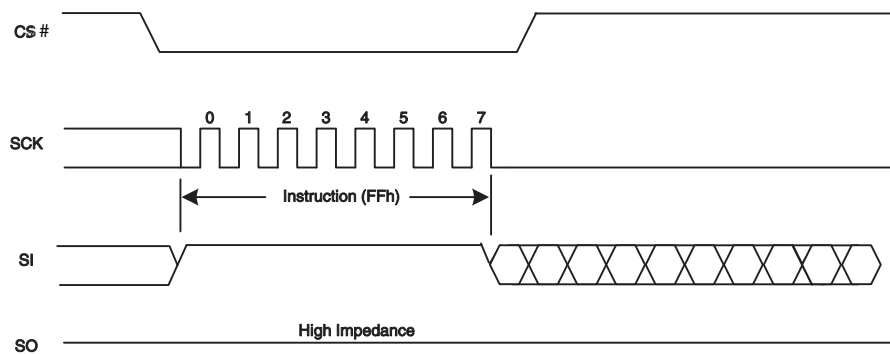 CS #
0 1 2 3 4 5 6 7
SCK
Instruction (FFh)
SI
High Impedance
SO